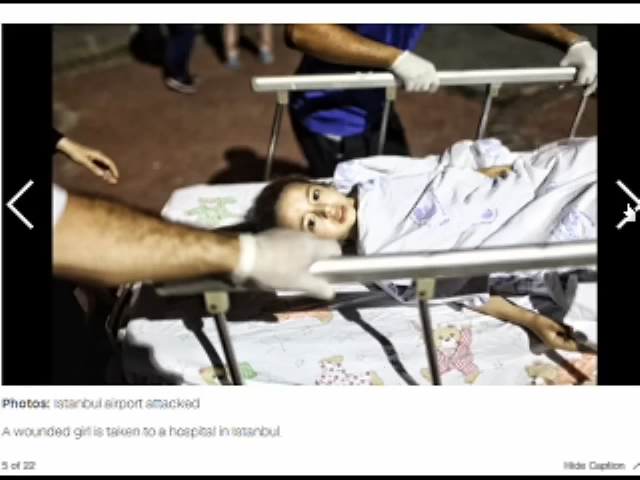 Photos: Istanbul airport attacked
A wounded girl is taken to a hospital in Istanbul.
5 of 22
Hide Caption